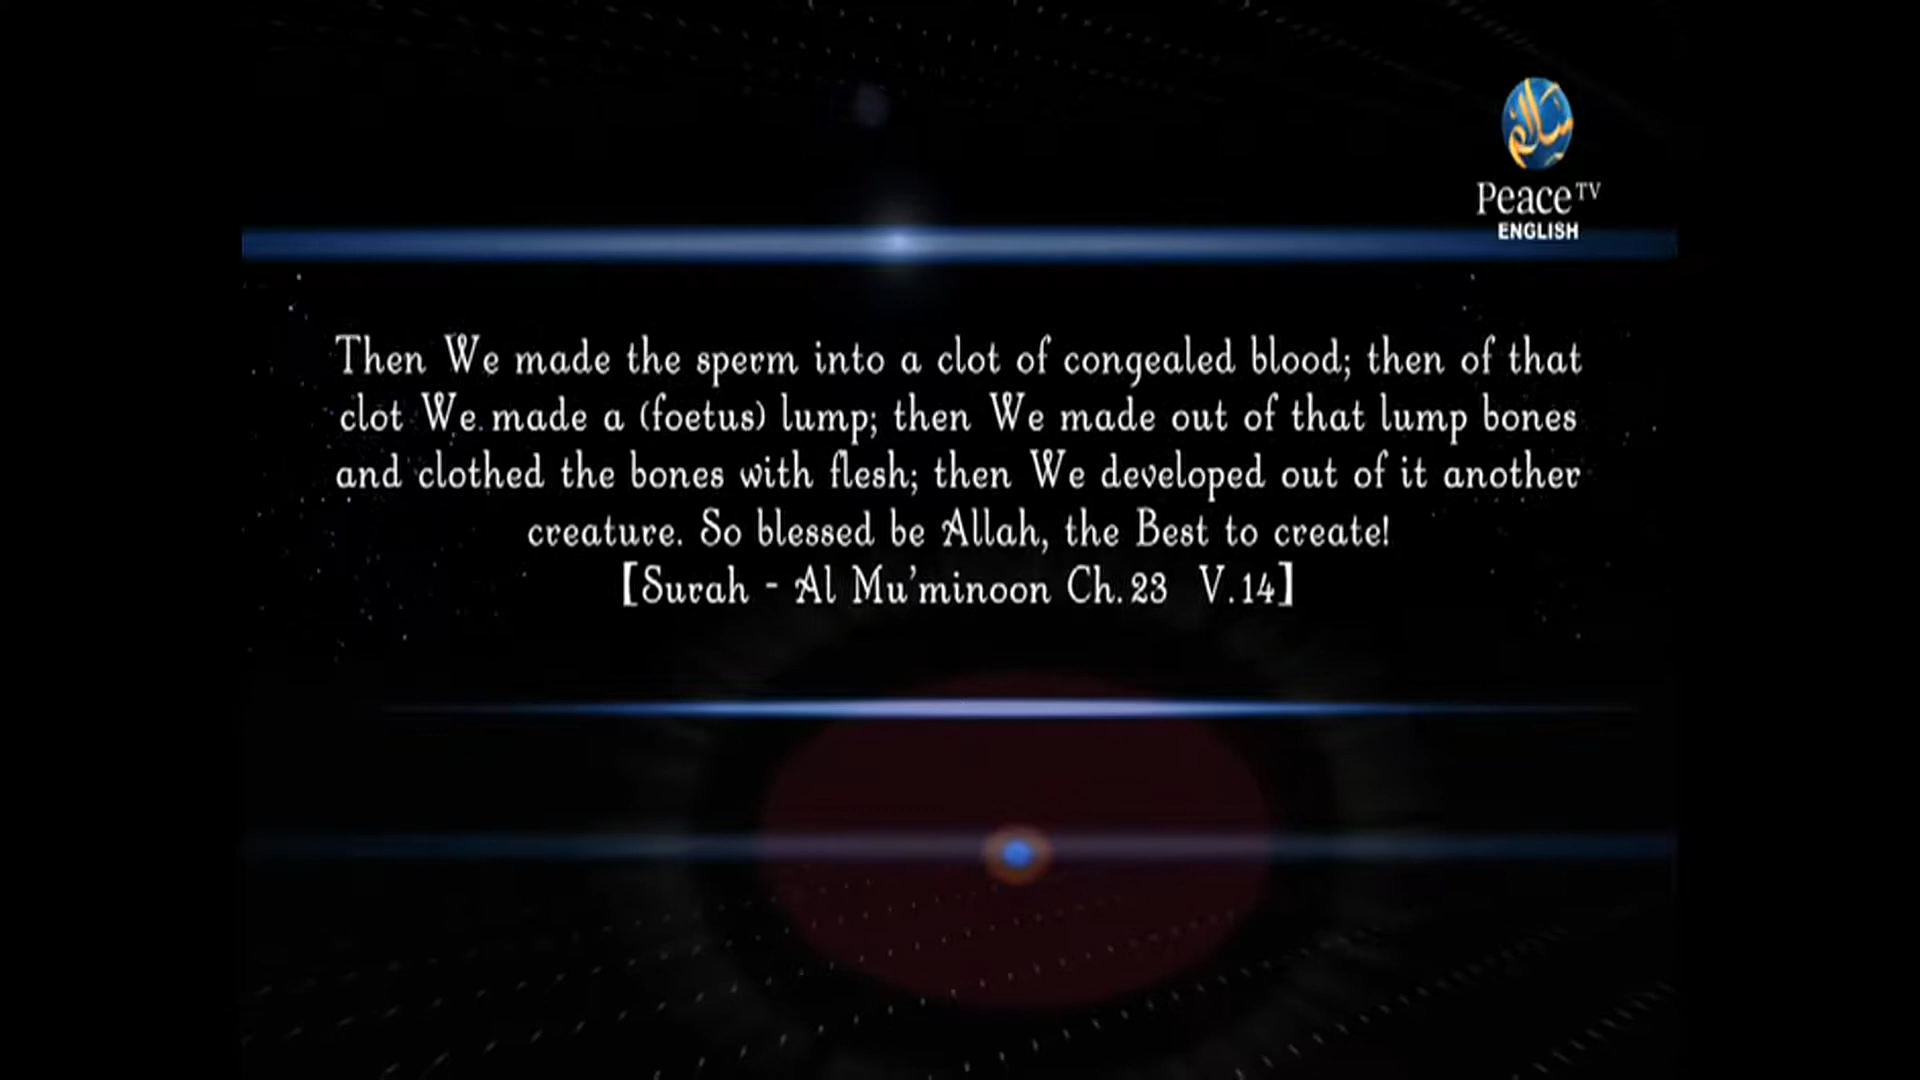 سلام
Peace TV
ENGLISH
Then We made the sperm into a clot of congealed blood; then of that
clot We made a (foetus) lump; then We made out of that lump bones
and clothed the bones with flesh; then We developed out of it another
creature. So blessed be Allah, the Best to create!
[Surah - Al Mu'minoon Ch.23 V.14]